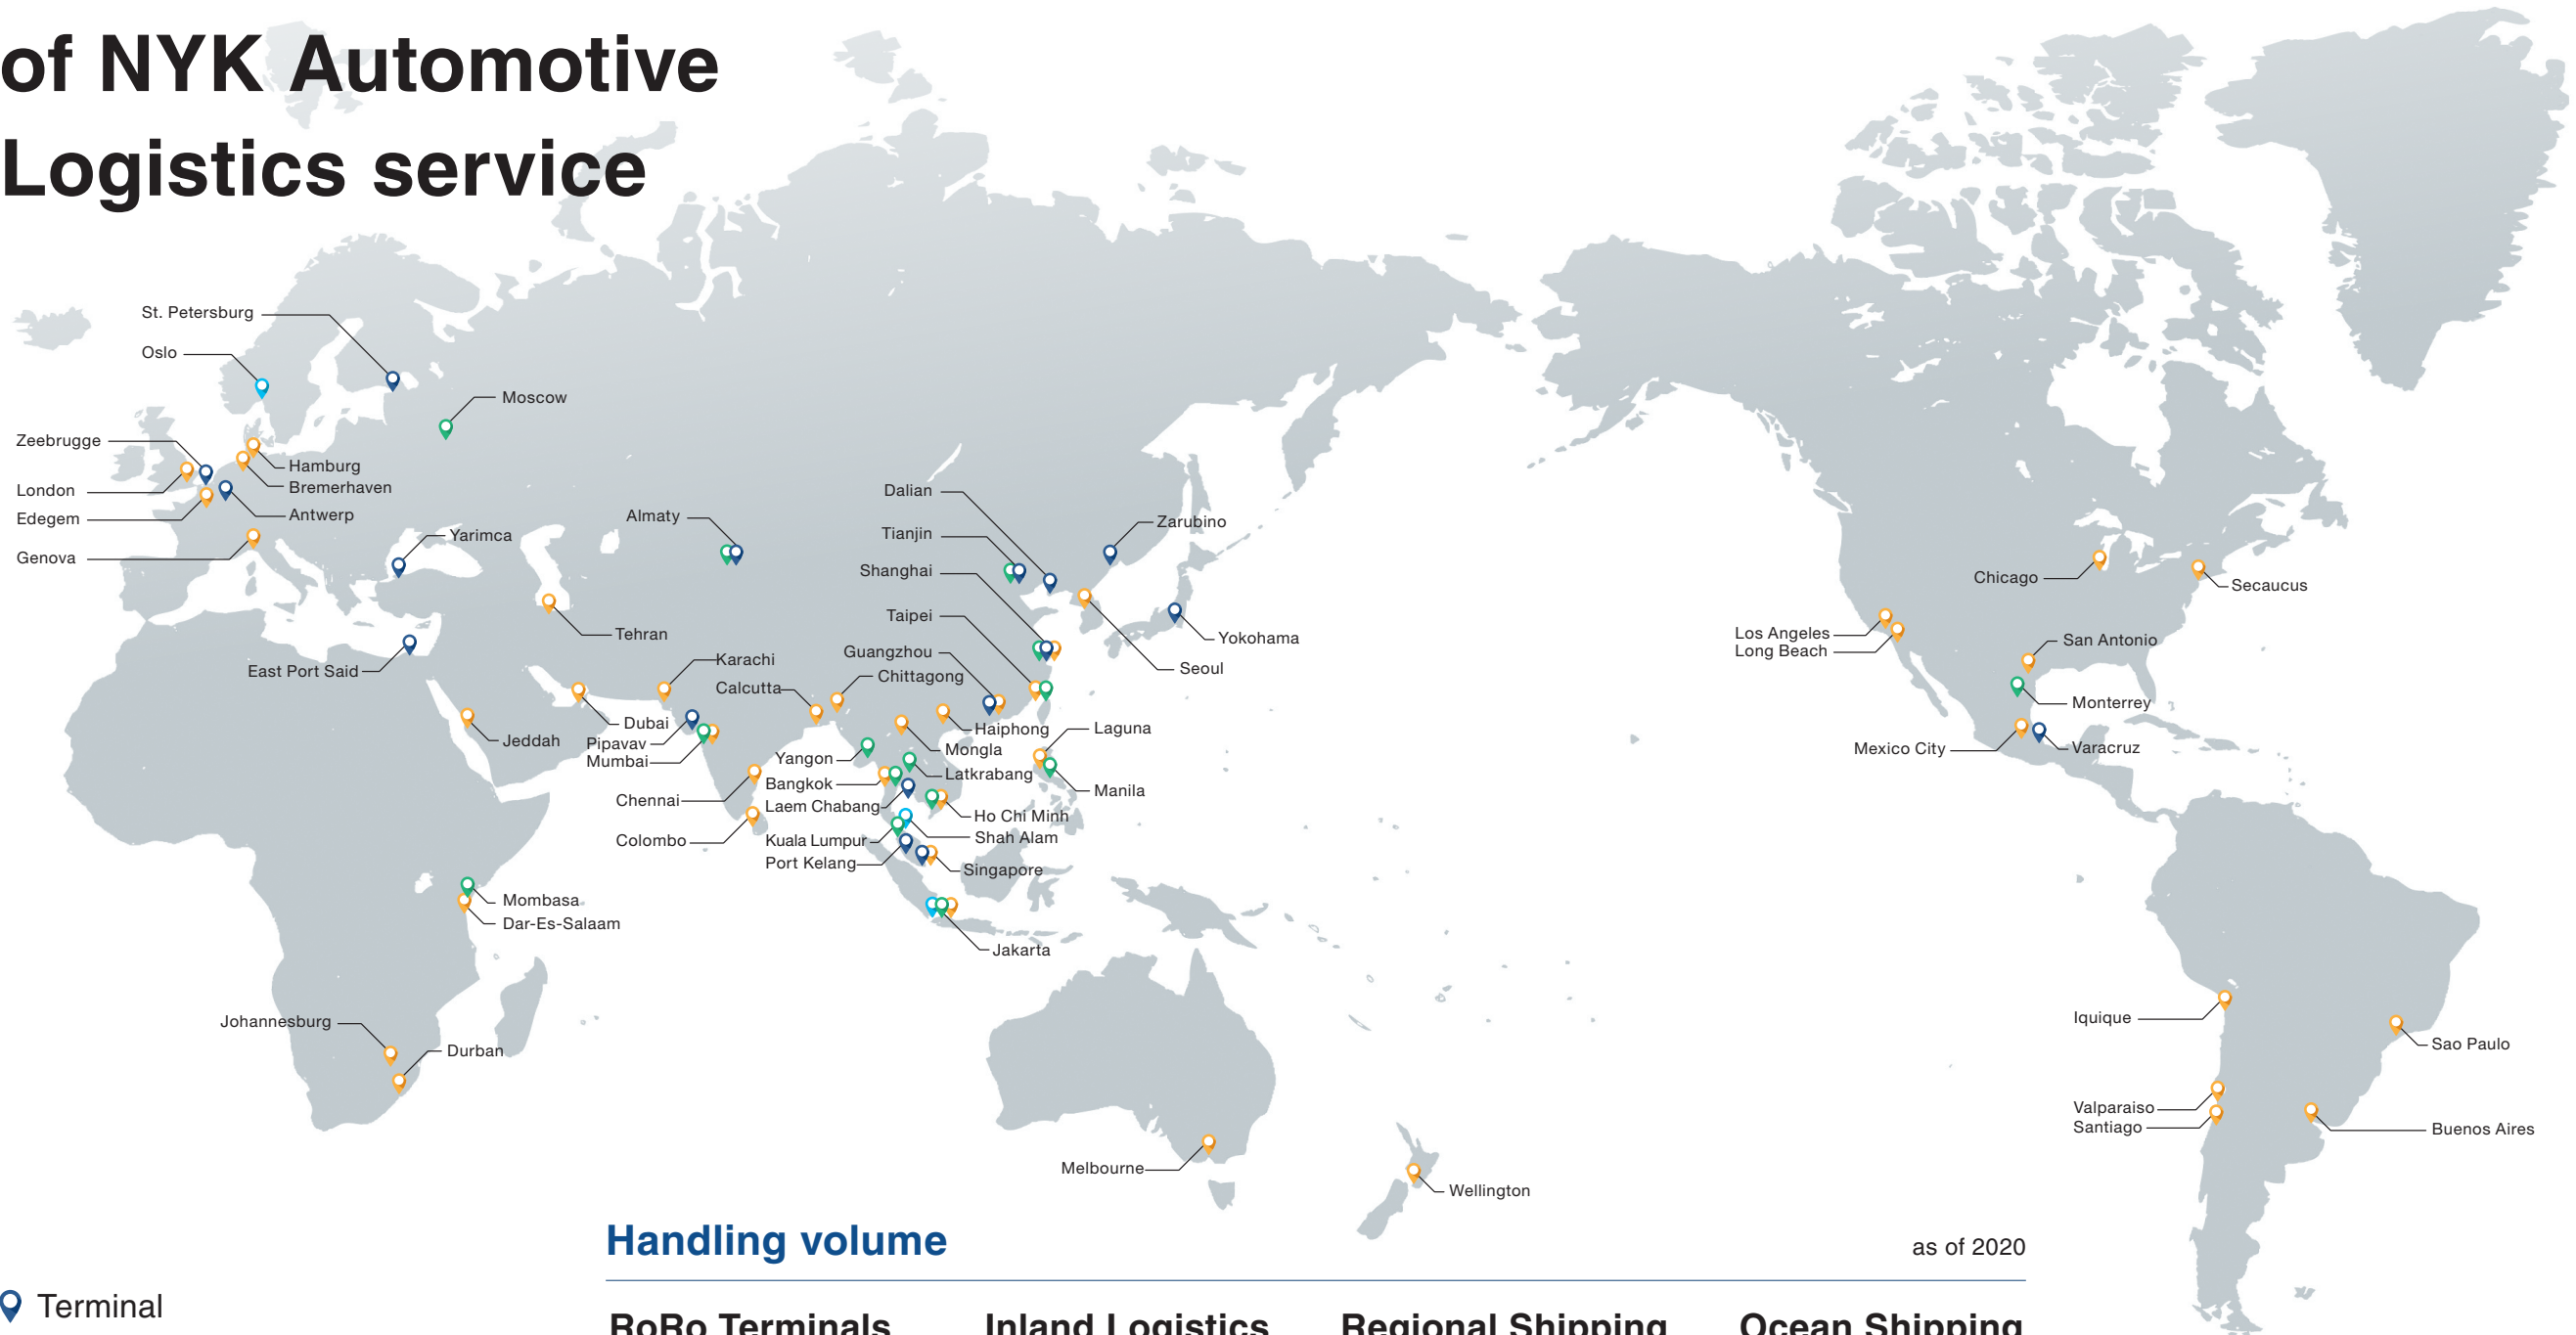 of NYK Automotive
Logistics service
St. Petersburg
Oslo
Moscow
Zeebrugge
Hamburg
London
Bremerhaven
Edegem
Antwerp
Genova
Yarimca
Almaty
Dalian
Tianjin
Zarubino
Shanghai
Taipei
Tehran
Yokohama
Guangzhou
Seoul
East Port Said
Karachi
Chittagong
Calcutta
Dubai
Jeddah
Pipavav
Mumbai
Haiphong
Laguna
Mongla
Yangon
Latkrabang
Bangkok
Manila
Chennai
Laem Chabang
Ho Chi Minh
Colombo
Kuala Lumpur
Shah Alam
Port Kelang
Singapore
Mombasa
Dar-Es-Salaam
Jakarta
Johannesburg
Durban
Melbourne
Wellington
Chicago
Secaucus
Los Angeles
Long Beach
San Antonio
Monterrey
Mexico City
Varacruz
Iquique
Sao Paulo
Valparaiso
Santiago
Buenos Aires
Handling volume
as of 2020
Terminal
RoRo Terminals
Inland Logistics
Regional Shipping
Ocean Shipping